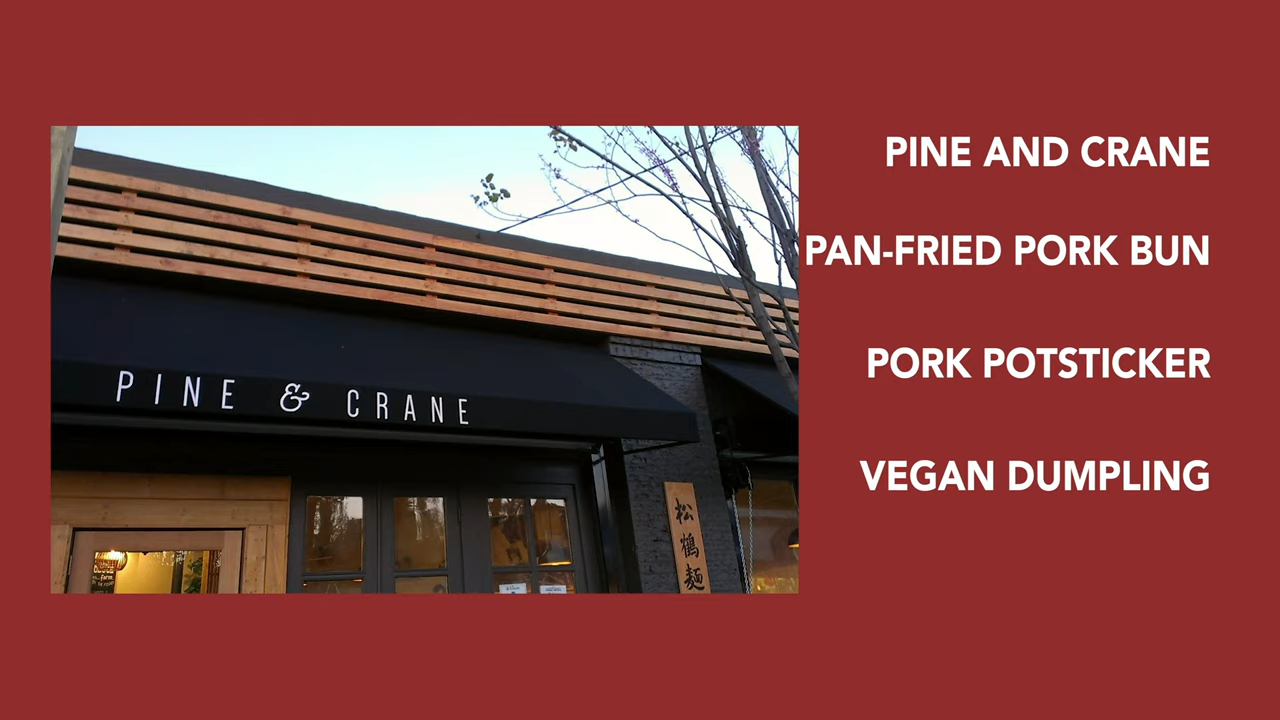 PINE AND CRANE
PAN-FRIED PORK BUN
PORK POTSTICKER
VEGAN DUMPLING
PINE & CRANE
松鶴麵